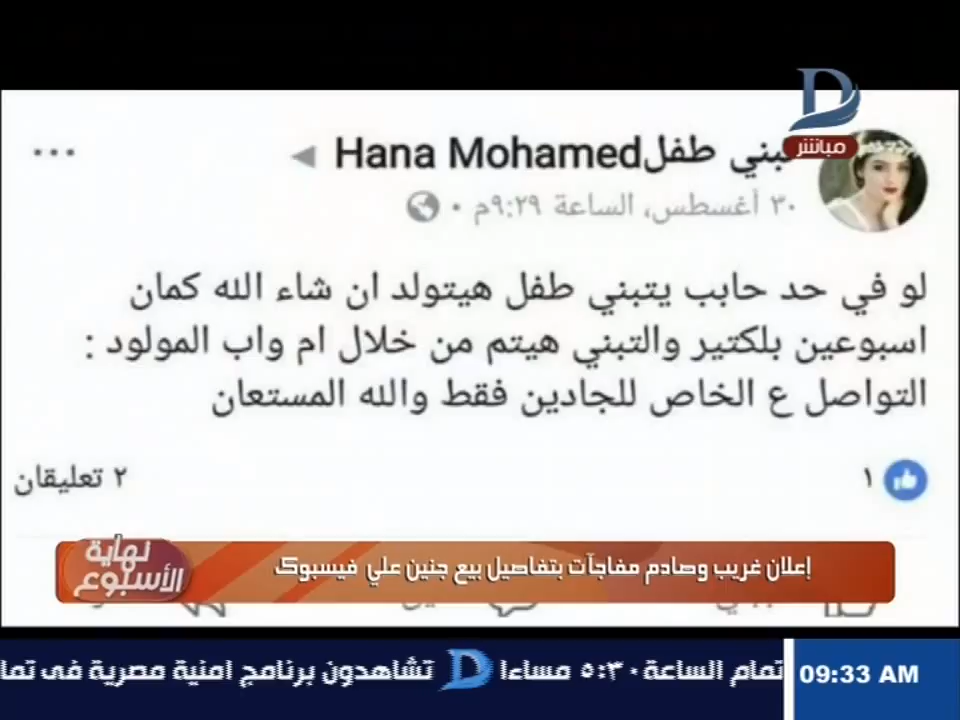 مباشر
Hana Mohamed ◀ تبني طفل
٣٠ أغسطس، الساعة ٩:٢٩م •
لو في حد حابب يتبني طفل هيتولد ان شاء الله كمان
اسبوعين بلكتير والتبني هيتم من خلال ام واب المولود :
التواصل ع الخاص للجادين فقط والله المستعان
١
٢ تعليقان
نهاية
الأسبوع
إعلان غريب وصادم مفاجآت بتفاصيل بيع جنين علي فيسبوك
تمام الساعة ٥:٣٠ مساءا
تشاهدون برنامج امنية مصرية فى
09:33 AM